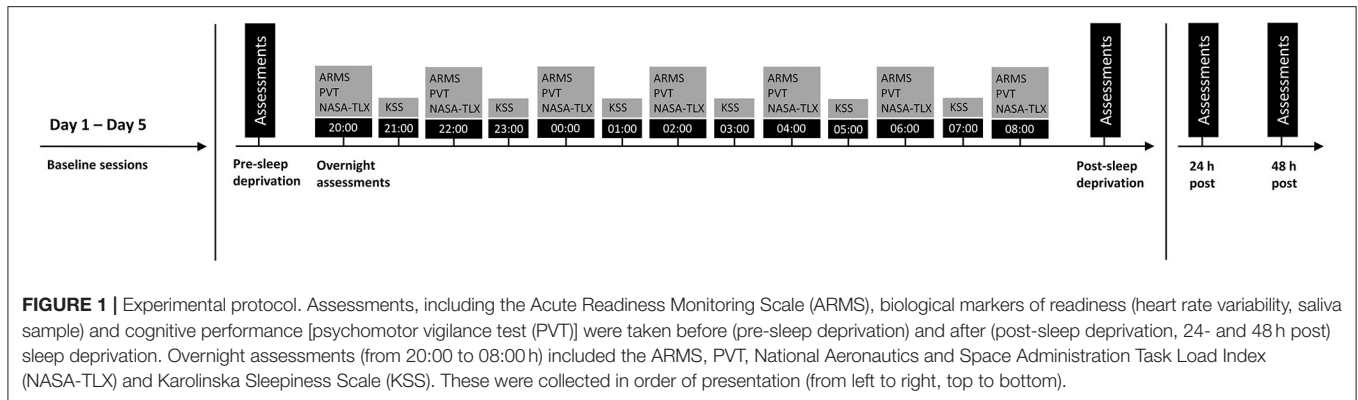 Day 1 – Day 5
Baseline sessions
Assessments
Pre-sleep
deprivation
Overnight
assessments
ARMS
PVT
NASA-TLX
20:00
KSS
21:00
ARMS
PVT
NASA-TLX
22:00
KSS
23:00
ARMS
PVT
NASA-TLX
00:00
KSS
01:00
ARMS
PVT
NASA-TLX
02:00
KSS
03:00
ARMS
PVT
NASA-TLX
04:00
KSS
05:00
ARMS
PVT
NASA-TLX
06:00
KSS
07:00
ARMS
PVT
NASA-TLX
08:00
Assessments
Post-sleep
deprivation
Assessments
24 h
post
Assessments
48 h
post
FIGURE 1 | Experimental protocol. Assessments, including the Acute Readiness Monitoring Scale (ARMS), biological markers of readiness (heart rate variability, saliva
sample) and cognitive performance [psychomotor vigilance test (PVT)] were taken before (pre-sleep deprivation) and after (post-sleep deprivation, 24- and 48 h post)
sleep deprivation. Overnight assessments (from 20:00 to 08:00 h) included the ARMS, PVT, National Aeronautics and Space Administration Task Load Index
(NASA-TLX) and Karolinska Sleepiness Scale (KSS). These were collected in order of presentation (from left to right, top to bottom).